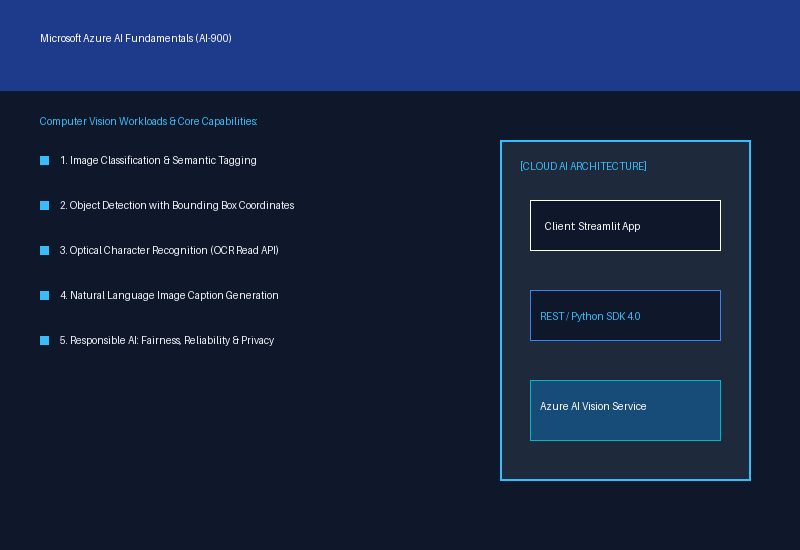 Microsoft Azure AI Fundamentals (AI-900)
Computer Vision Workloads & Core Capabilities:
1. Image Classification & Semantic Tagging
2. Object Detection with Bounding Box Coordinates
3. Optical Character Recognition (OCR Read API)
4. Natural Language Image Caption Generation
5. Responsible AI: Fairness, Reliability & Privacy
[CLOUD AI ARCHITECTURE]
Client: Streamlit App
REST / Python SDK 4.0
Azure AI Vision Service